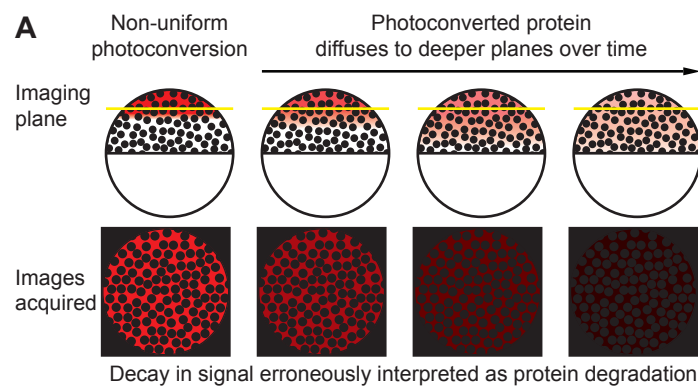 A
Non-uniform
photoconversion
Photoconverted protein
diffuses to deeper planes over time
Imaging
plane
Images
acquired
Decay in signal erroneously interpreted as protein degradation